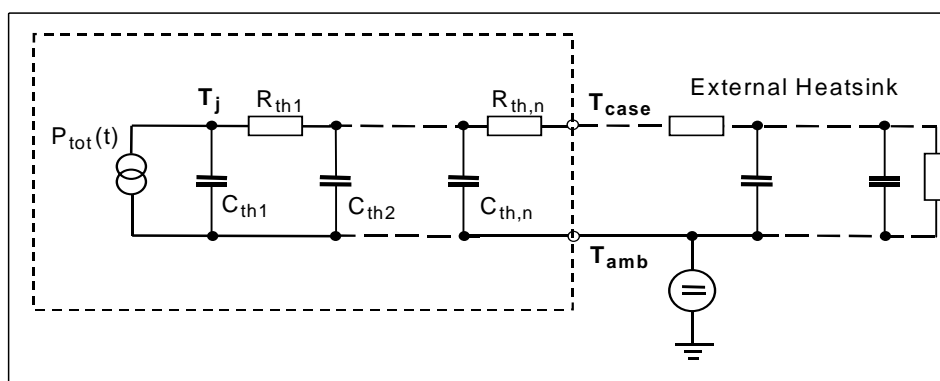 External Heatsink
T_j
R_th1
R_th,n
T_case
P_tot(t)
C_th1
C_th2
C_th,n
T_amb